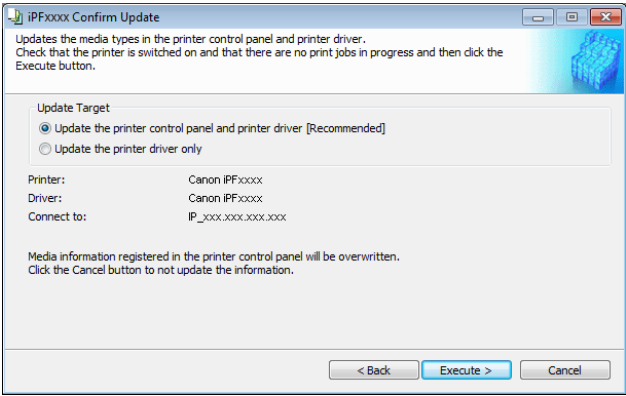 iPFxxxx Confirm Update
Updates the media types in the printer control panel and printer driver.
Check that the printer is switched on and that there are no print jobs in progress and then click the
Execute button.
Update Target
Update the printer control panel and printer driver [Recommended]
Update the printer driver only
Printer: Canon iPFxxxx
Driver: Canon iPFxxxx
Connect to: IP_xxx.xxx.xxx.xxx
Media information registered in the printer control panel will be overwritten.
Click the Cancel button to not update the information.
< Back Execute > Cancel